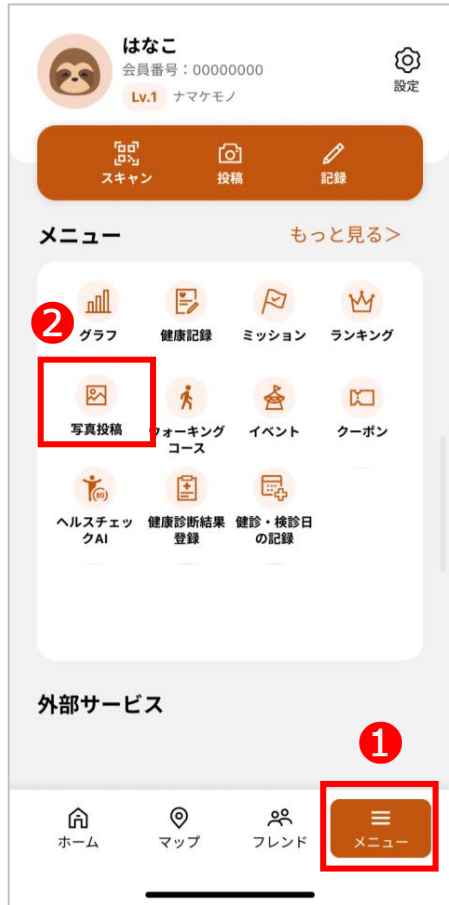 はなこ
会員番号：00000000
Lv.1 ナマケモノ
設定
スキャン 投稿 記録
メニュー もっと見る＞
❷
グラフ 健康記録 ミッション ランキング
写真投稿 ウォーキング イベント クーポン
コース
ヘルスチェッ 健康診断結果 健診・検診日
クAI 登録 の記録
外部サービス
❶
ホーム マップ フレンド メニュー